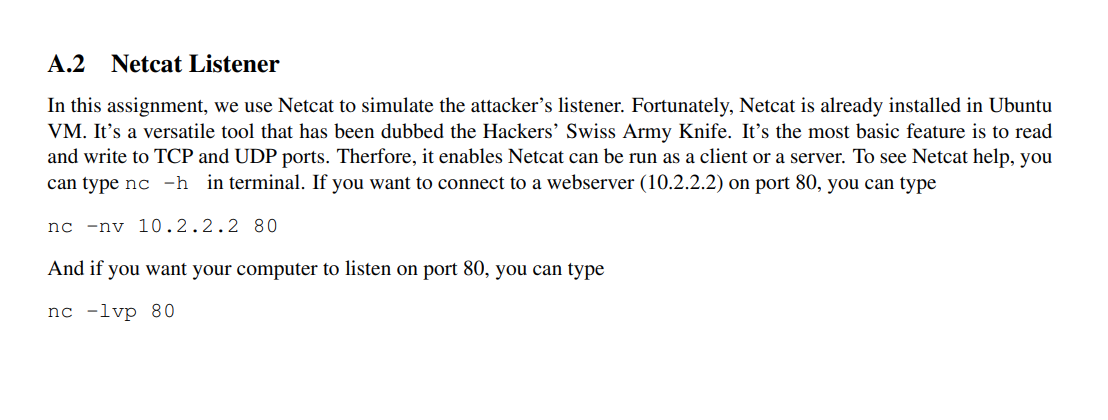 A.2 Netcat Listener
In this assignment, we use Netcat to simulate the attacker's listener. Fortunately, Netcat is already installed in Ubuntu
VM. It's a versatile tool that has been dubbed the Hackers' Swiss Army Knife. It's the most basic feature is to read
and write to TCP and UDP ports. Therfore, it enables Netcat can be run as a client or a server. To see Netcat help, you
can type nc -h in terminal. If you want to connect to a webserver (10.2.2.2) on port 80, you can type
nc -nv 10.2.2.2 80
And if you want your computer to listen on port 80, you can type
nc -lvp 80